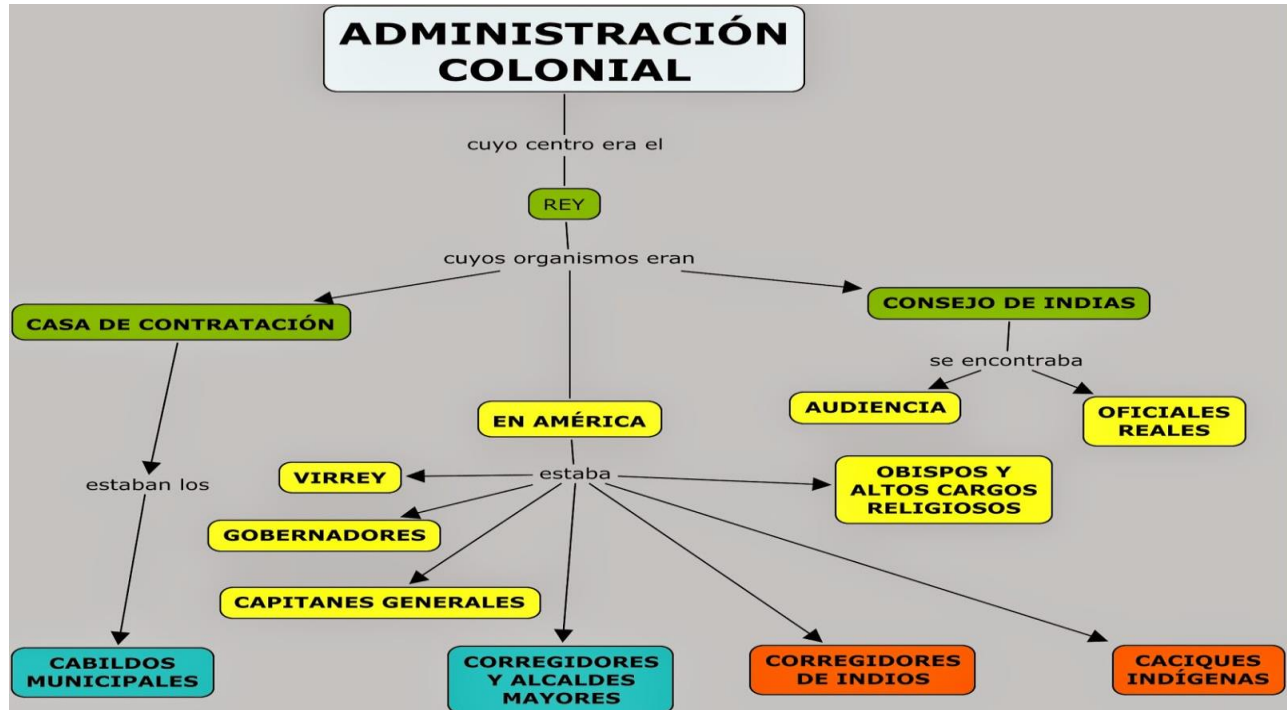 ADMINISTRACIÓN
COLONIAL
cuyo centro era el
REY
cuyos organismos eran
CASA DE CONTRATACIÓN
CONSEJO DE INDIAS
se encontraba
AUDIENCIA
OFICIALES
REALES
EN AMÉRICA
estaba
estaban los
VIRREY
OBISPOS Y
ALTOS CARGOS
RELIGIOSOS
GOBERNADORES
CAPITANES GENERALES
CABILDOS
MUNICIPALES
CORREGIDORES
Y ALCALDES
MAYORES
CORREGIDORES
DE INDIOS
CACIQUES
INDÍGENAS